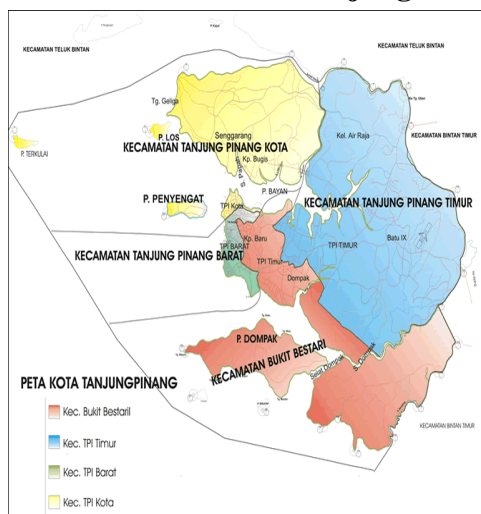 KECAMATAN TELUK BINTAN
KECAMATAN TELUK BINTAN
Tg. Geliga
P. LOS
Senggarang
KECAMATAN TANJUNG PINANG KOTA
Kp. Bugis
P. TERKULAI
Kel. Air Raja
KECAMATAN BINTAN TIMUR
P. BAYAN
P. PENYENGAT
TPI Kota
KECAMATAN TANJUNG PINANG TIMUR
Kp. Baru
TPI BARAT
KECAMATAN TANJUNG PINANG BARAT
TPI Timur
TPI-TIMUR
Batu IX
Dompak
P. DOMPAK
KECAMATAN BUKIT BESTARI
Selat Dompak
S. Dompak
PETA KOTA TANJUNGPINANG
Kec. Bukit Bestaril
Kec. TPI Timur
Kec. TPI Barat
Kec. TPI Kota
KECAMATAN BINTAN TIMUR